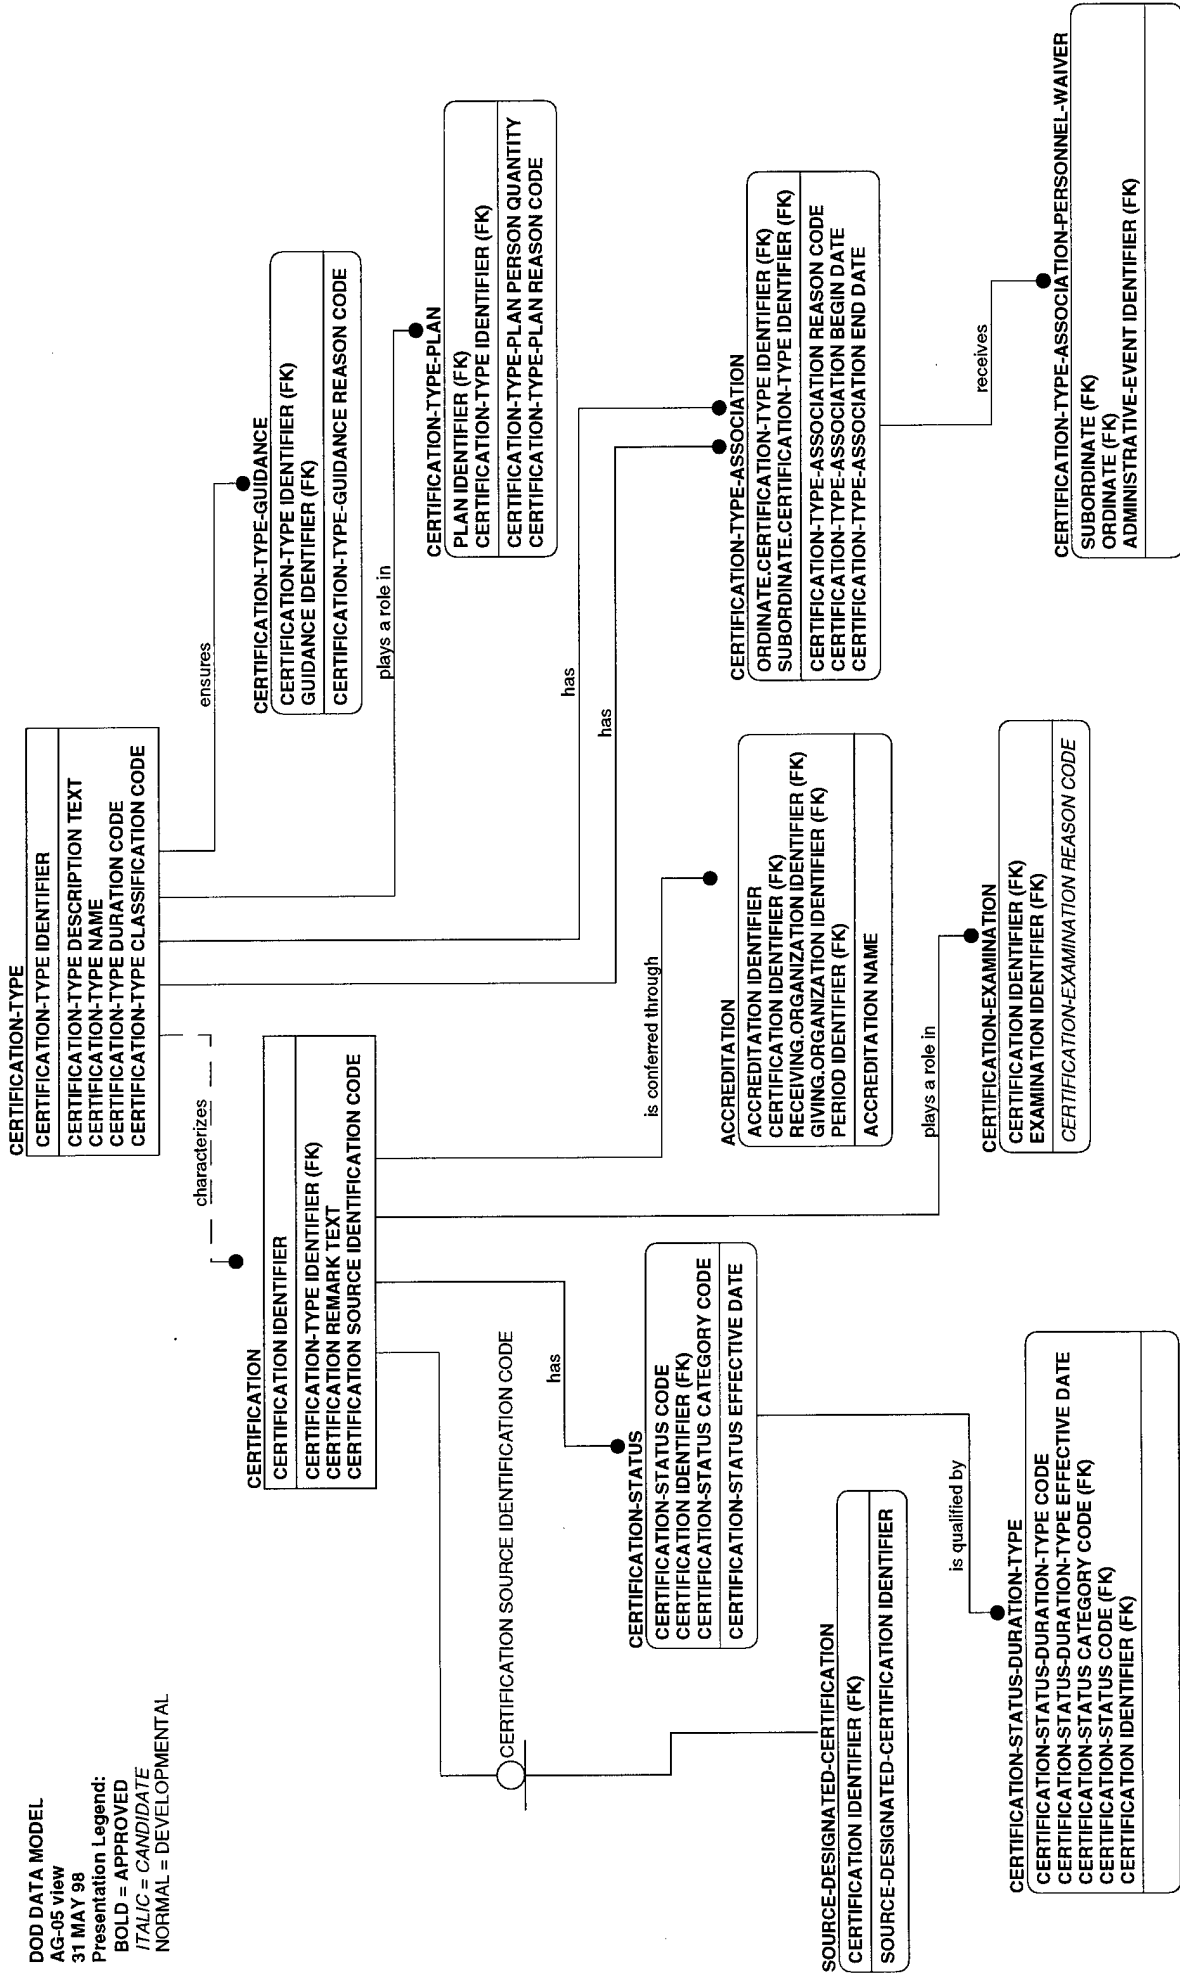 DOD DATA MODEL
AG-05 view
31 MAY 98
Presentation Legend:
BOLD = APPROVED
ITALIC = CANDIDATE
NORMAL = DEVELOPMENTAL
CERTIFICATION-TYPE
CERTIFICATION-TYPE IDENTIFIER
CERTIFICATION-TYPE DESCRIPTION TEXT
CERTIFICATION-TYPE NAME
CERTIFICATION-TYPE DURATION CODE
CERTIFICATION-TYPE CLASSIFICATION CODE
characterizes
ensures
CERTIFICATION
CERTIFICATION IDENTIFIER
CERTIFICATION-TYPE IDENTIFIER (FK)
CERTIFICATION REMARK TEXT
CERTIFICATION SOURCE IDENTIFICATION CODE
CERTIFICATION-TYPE-GUIDANCE
CERTIFICATION-TYPE IDENTIFIER (FK)
GUIDANCE IDENTIFIER (FK)
CERTIFICATION-TYPE-GUIDANCE REASON CODE
plays a role in
CERTIFICATION-TYPE-PLAN
PLAN IDENTIFIER (FK)
CERTIFICATION-TYPE IDENTIFIER (FK)
CERTIFICATION-TYPE-PLAN PERSON QUANTITY
CERTIFICATION-TYPE-PLAN REASON CODE
CERTIFICATION SOURCE IDENTIFICATION CODE
has
has
has
CERTIFICATION-STATUS
CERTIFICATION-STATUS CODE
CERTIFICATION IDENTIFIER (FK)
CERTIFICATION-STATUS CATEGORY CODE
CERTIFICATION-STATUS EFFECTIVE DATE
is conferred through
ACCREDITATION
ACCREDITATION IDENTIFIER
CERTIFICATION IDENTIFIER (FK)
RECEIVING.ORGANIZATION IDENTIFIER (FK)
GIVING.ORGANIZATION IDENTIFIER (FK)
PERIOD IDENTIFIER (FK)
ACCREDITATION NAME
CERTIFICATION-TYPE-ASSOCIATION
ORDINATE.CERTIFICATION-TYPE IDENTIFIER (FK)
SUBORDINATE.CERTIFICATION-TYPE IDENTIFIER (FK)
CERTIFICATION-TYPE-ASSOCIATION REASON CODE
CERTIFICATION-TYPE-ASSOCIATION BEGIN DATE
CERTIFICATION-TYPE-ASSOCIATION END DATE
SOURCE-DESIGNATED-CERTIFICATION
CERTIFICATION IDENTIFIER (FK)
SOURCE-DESIGNATED-CERTIFICATION IDENTIFIER
is qualified by
plays a role in
receives
CERTIFICATION-STATUS-DURATION-TYPE
CERTIFICATION-STATUS-DURATION-TYPE CODE
CERTIFICATION-STATUS-DURATION-TYPE EFFECTIVE DATE
CERTIFICATION-STATUS CATEGORY CODE (FK)
CERTIFICATION-STATUS CODE (FK)
CERTIFICATION IDENTIFIER (FK)
CERTIFICATION-EXAMINATION
CERTIFICATION IDENTIFIER (FK)
EXAMINATION IDENTIFIER (FK)
CERTIFICATION-EXAMINATION REASON CODE
CERTIFICATION-TYPE-ASSOCIATION-PERSONNEL-WAIVER
SUBORDINATE (FK)
ORDINATE (FK)
ADMINISTRATIVE-EVENT IDENTIFIER (FK)